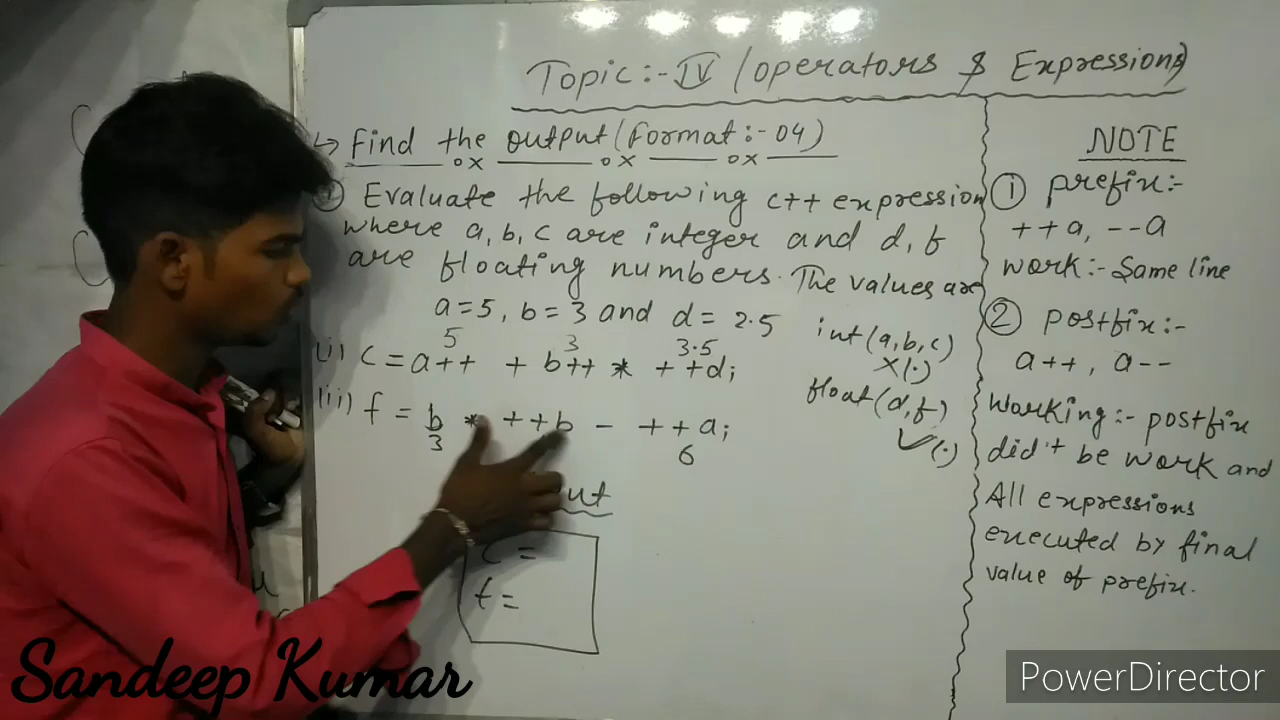 Topic:- IV (operators & Expressions)
↳ Find the output (Format:- 04)
Evaluate the following c++ expression
where a, b, c are integer and d, f
are floating numbers. The values are
a=5, b=3 and d= 2.5
5 3 3.5
(i) c = a++ + b++ * ++d;
(ii) f = b * ++b - ++a;
3 6
int (a, b, c)
×(.)
float (d, f)
✓(.)
c =
f =
NOTE
① prefix:-
++a, --a
work:- Same line
② postfix:-
a++, a--
Working:- postfix
did't be work and
All expressions
executed by final
value of prefix.
Sandeep Kumar
PowerDirector